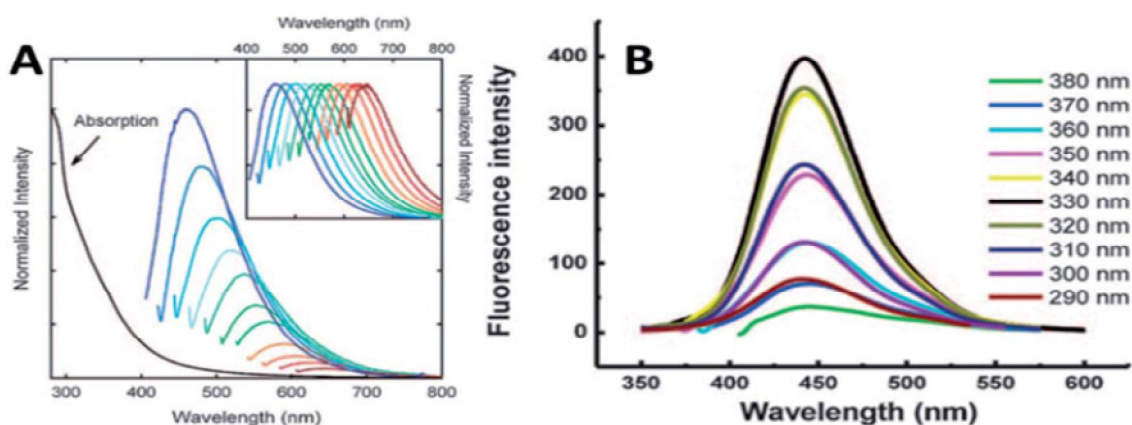 A
Wavelength (nm)
400 500 600 700 800
Normalized Intensity
Absorption
Normalized Intensity
300 400 500 600 700 800
Wavelength (nm)
B
Fluorescence intensity
400
300
200
100
0
380 nm
370 nm
360 nm
350 nm
340 nm
330 nm
320 nm
310 nm
300 nm
290 nm
350 400 450 500 550 600
Wavelength (nm)